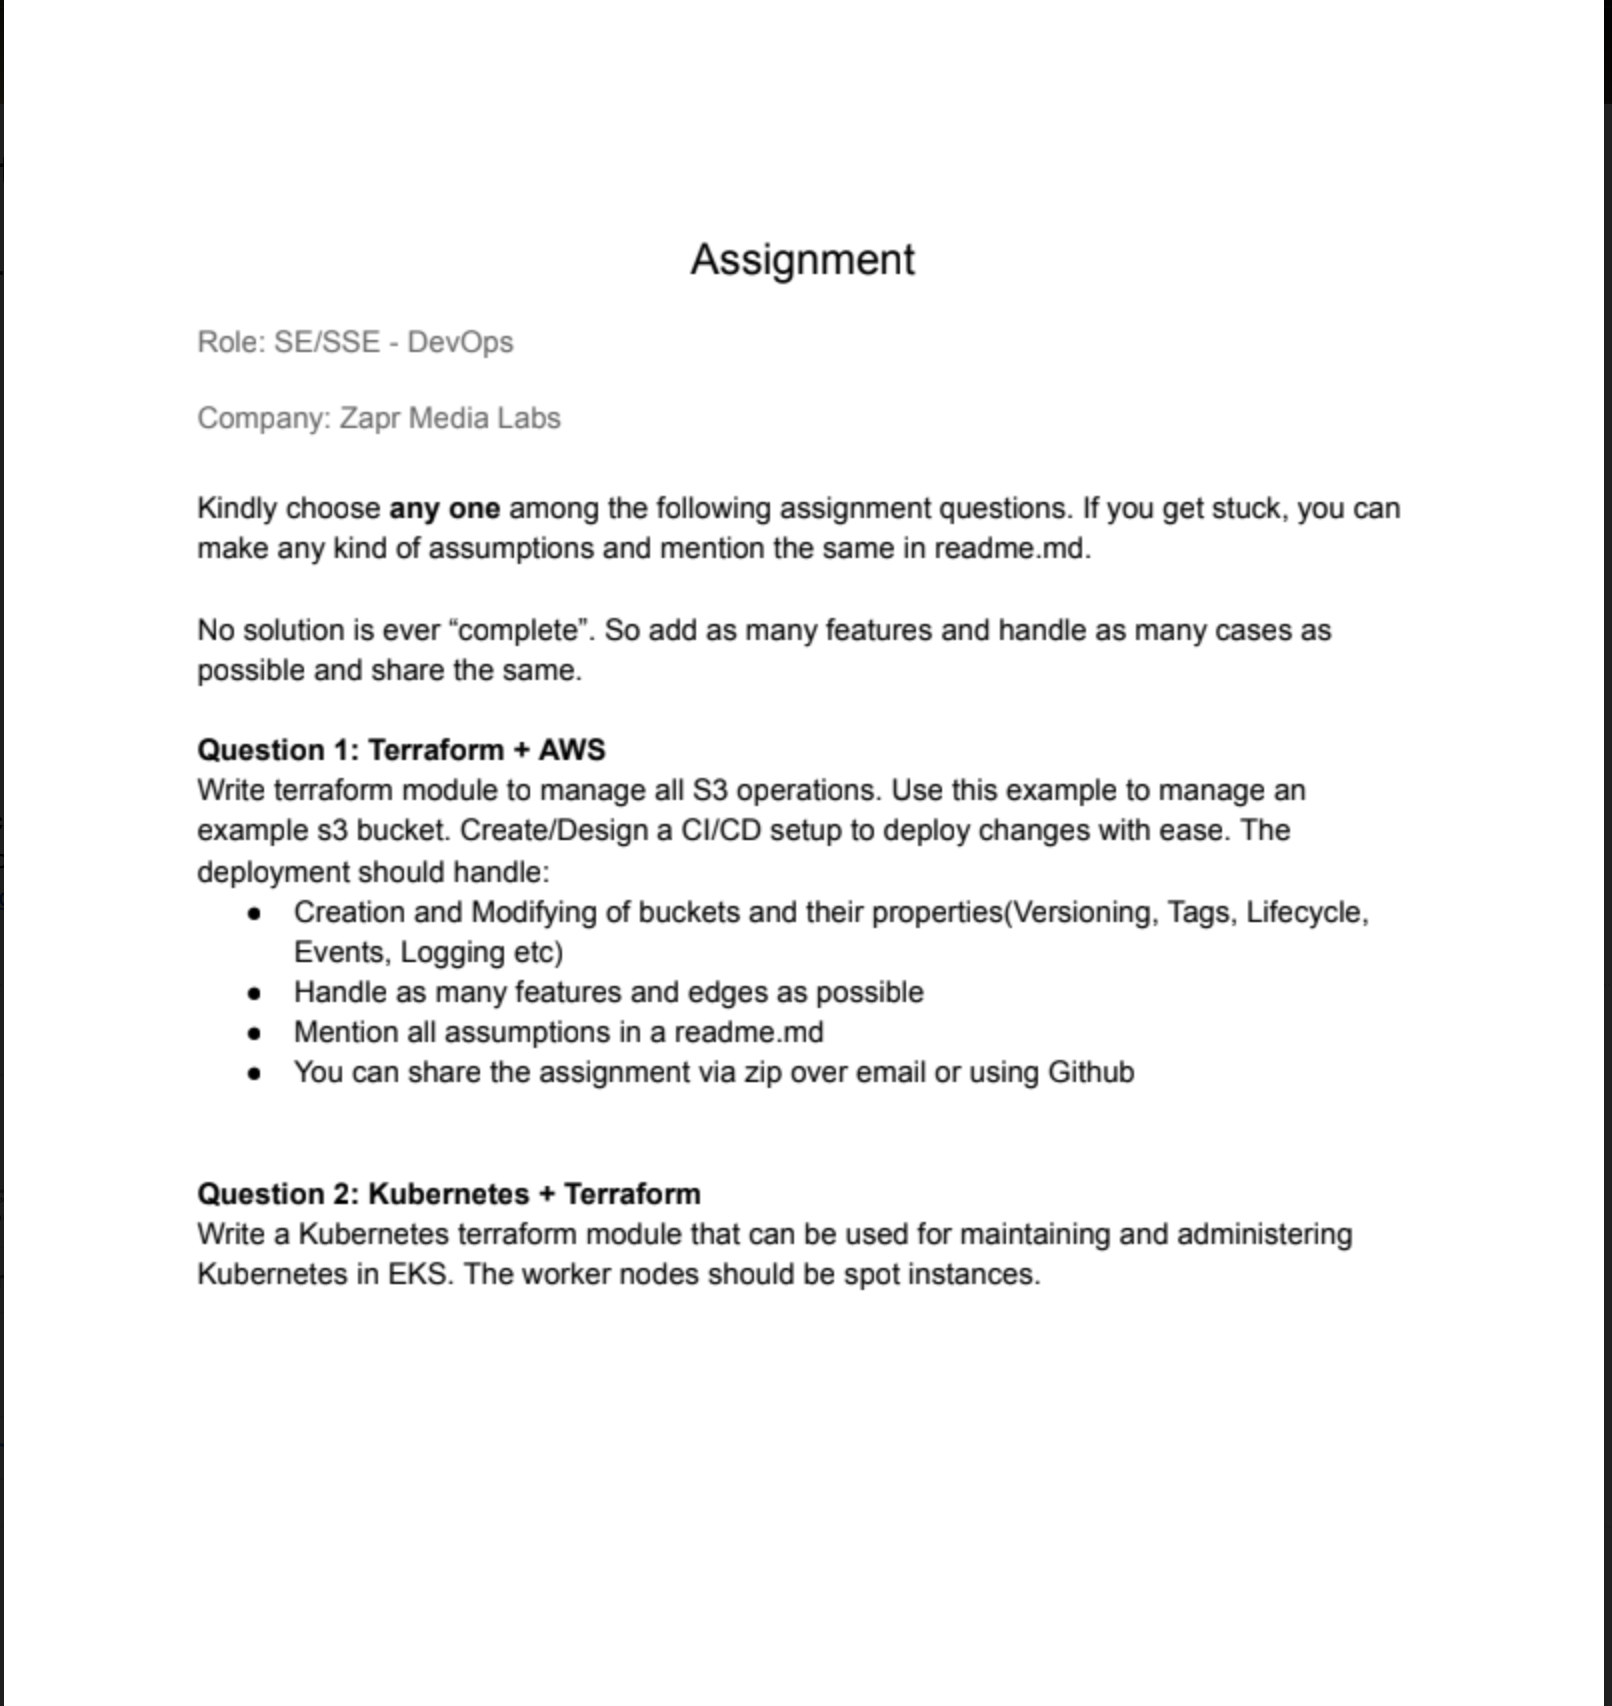 Assignment
Role: SE/SSE - DevOps
Company: Zapr Media Labs
Kindly choose any one among the following assignment questions. If you get stuck, you can
make any kind of assumptions and mention the same in readme.md.
No solution is ever “complete”. So add as many features and handle as many cases as
possible and share the same.
Question 1: Terraform + AWS
Write terraform module to manage all S3 operations. Use this example to manage an
example s3 bucket. Create/Design a CI/CD setup to deploy changes with ease. The
deployment should handle:
● Creation and Modifying of buckets and their properties(Versioning, Tags, Lifecycle,
Events, Logging etc)
● Handle as many features and edges as possible
● Mention all assumptions in a readme.md
● You can share the assignment via zip over email or using Github
Question 2: Kubernetes + Terraform
Write a Kubernetes terraform module that can be used for maintaining and administering
Kubernetes in EKS. The worker nodes should be spot instances.